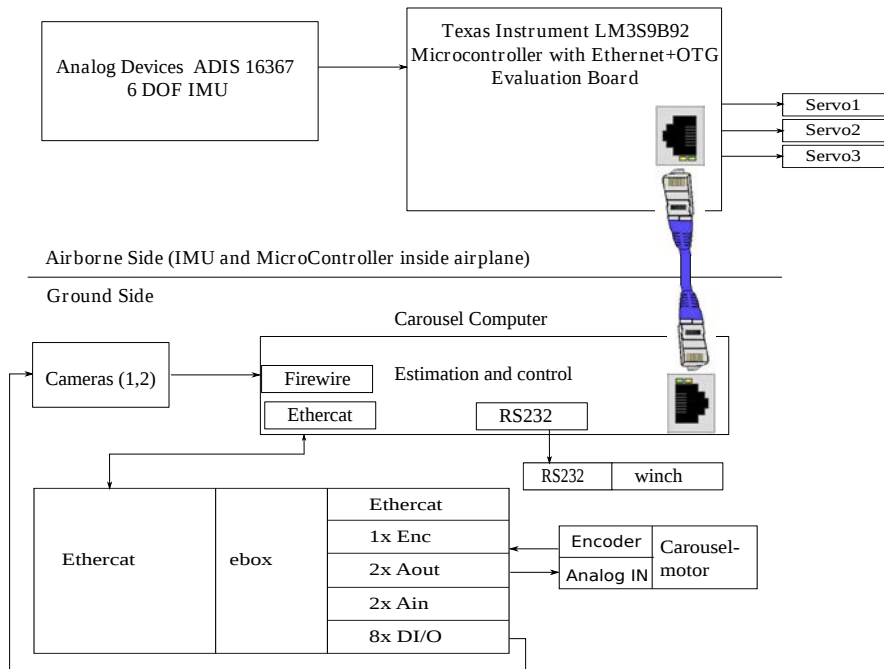 Analog Devices ADIS 16367
6 DOF IMU
Texas Instrument LM3S9B92
Microcontroller with Ethernet+OTG
Evaluation Board
Servo1
Servo2
Servo3
Airborne Side (IMU and MicroController inside airplane)
Ground Side
Carousel Computer
Cameras (1,2)
Firewire
Estimation and control
Ethercat
RS232
RS232
winch
Ethercat
ebox
Ethercat
1x Enc
2x Aout
2x Ain
8x DI/O
Encoder
Analog IN
Carousel-
motor